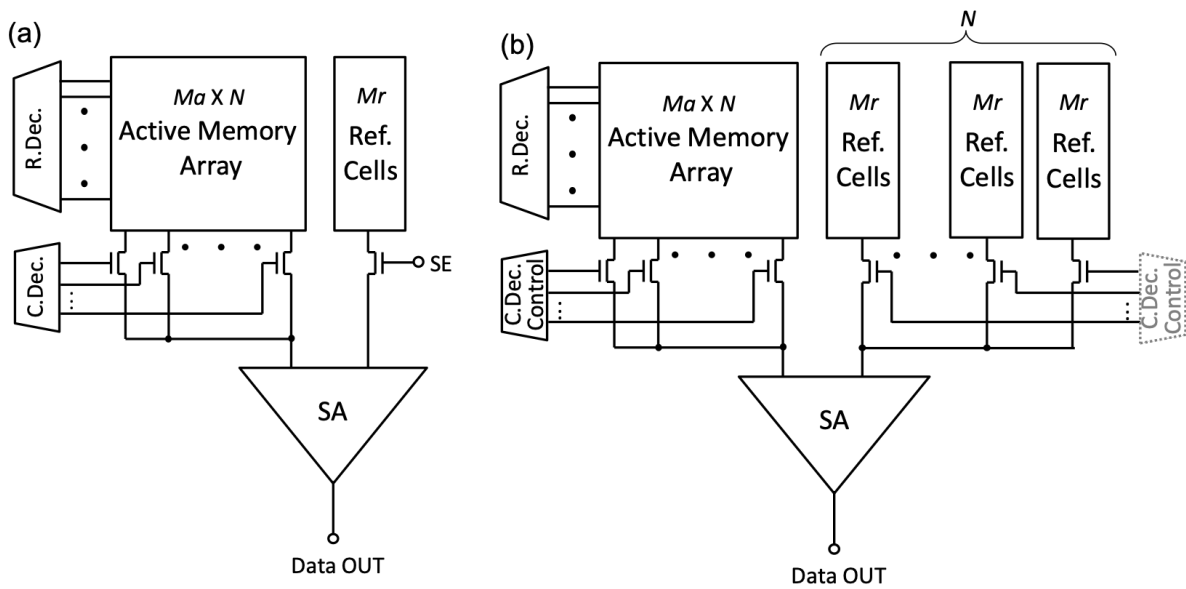 (a)
R.Dec.
Ma X N
Active Memory
Array
Mr
Ref.
Cells
C.Dec.
SE
SA
Data OUT
(b)
N
R.Dec.
Ma X N
Active Memory
Array
Mr
Ref.
Cells
Mr
Ref.
Cells
Mr
Ref.
Cells
C.Dec.
Control
C.Dec.
Control
SA
Data OUT